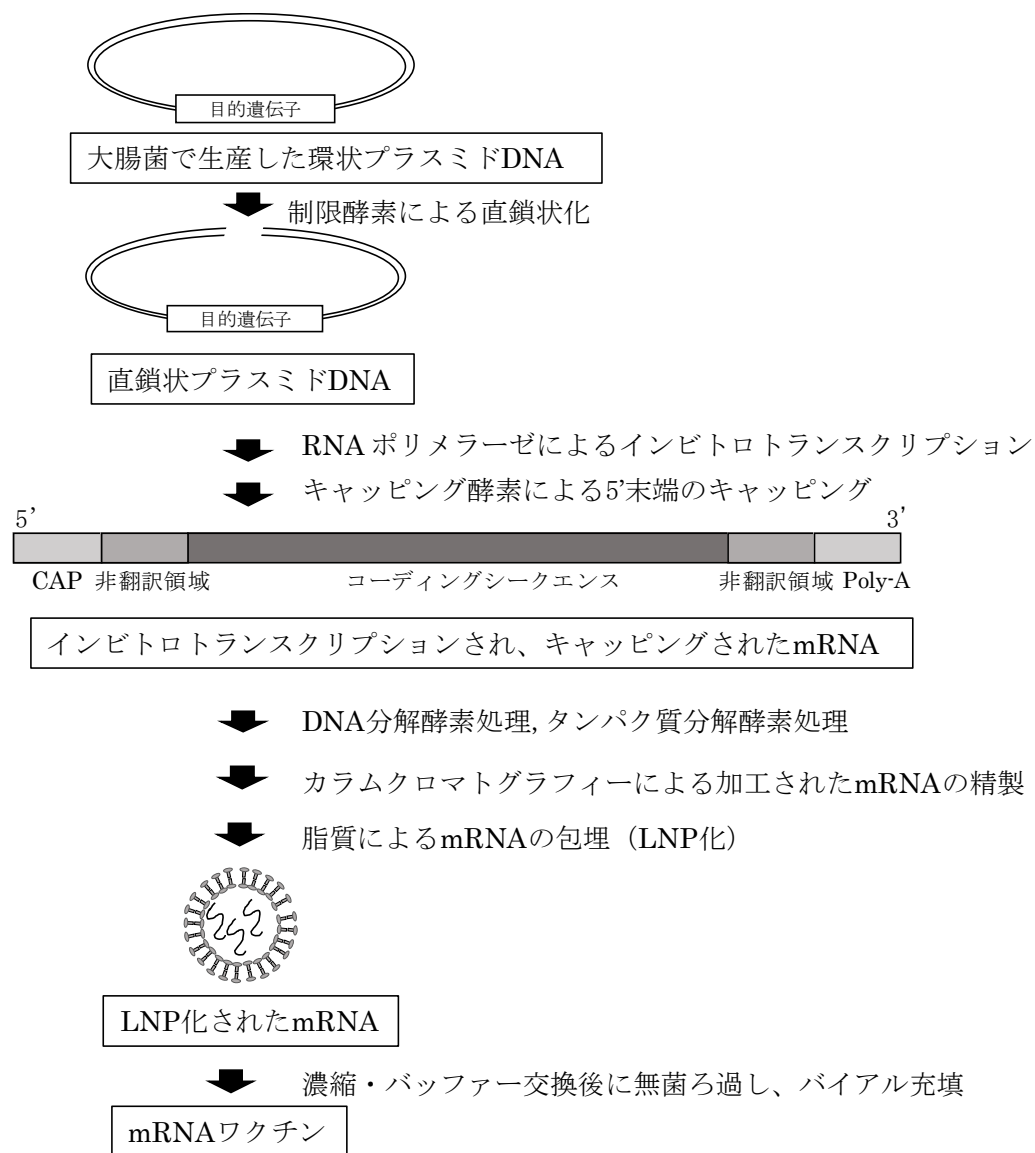 目的遺伝子
大腸菌で生産した環状プラスミドDNA
制限酵素による直鎖状化
目的遺伝子
直鎖状プラスミドDNA
RNA ポリメラーゼによるインビトロトランスクリプション
キャッピング酵素による5’末端のキャッピング
5’ 3’
CAP 非翻訳領域 コーディングシークエンス 非翻訳領域 Poly-A
インビトロトランスクリプションされ、キャッピングされたmRNA
DNA分解酵素処理, タンパク質分解酵素処理
カラムクロマトグラフィーによる加工されたmRNAの精製
脂質によるmRNAの包埋（LNP化）
LNP化されたmRNA
濃縮・バッファー交換後に無菌ろ過し、バイアル充填
mRNAワクチン